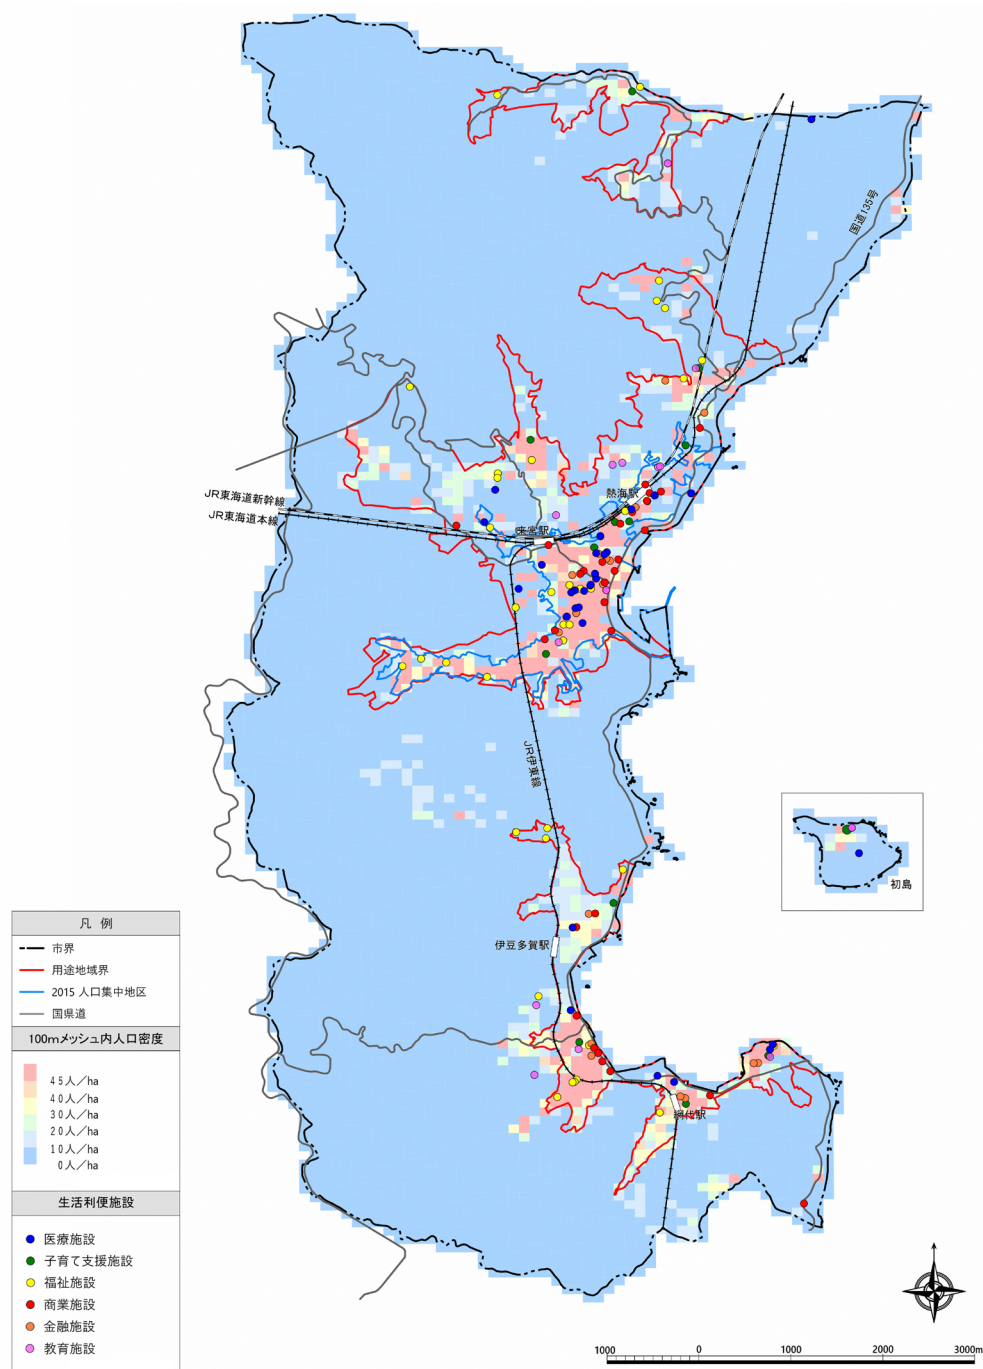 国道135号
JR東海道新幹線
JR東海道本線
熱海駅
来宮駅
JR伊東線
初島
伊豆多賀駅
網代駅
凡 例
市界
用途地域界
2015 人口集中地区
国県道
100mメッシュ内人口密度
45人/ha
40人/ha
30人/ha
20人/ha
10人/ha
0人/ha
生活利便施設
医療施設
子育て支援施設
福祉施設
商業施設
金融施設
教育施設
1000 0 1000 2000 3000m